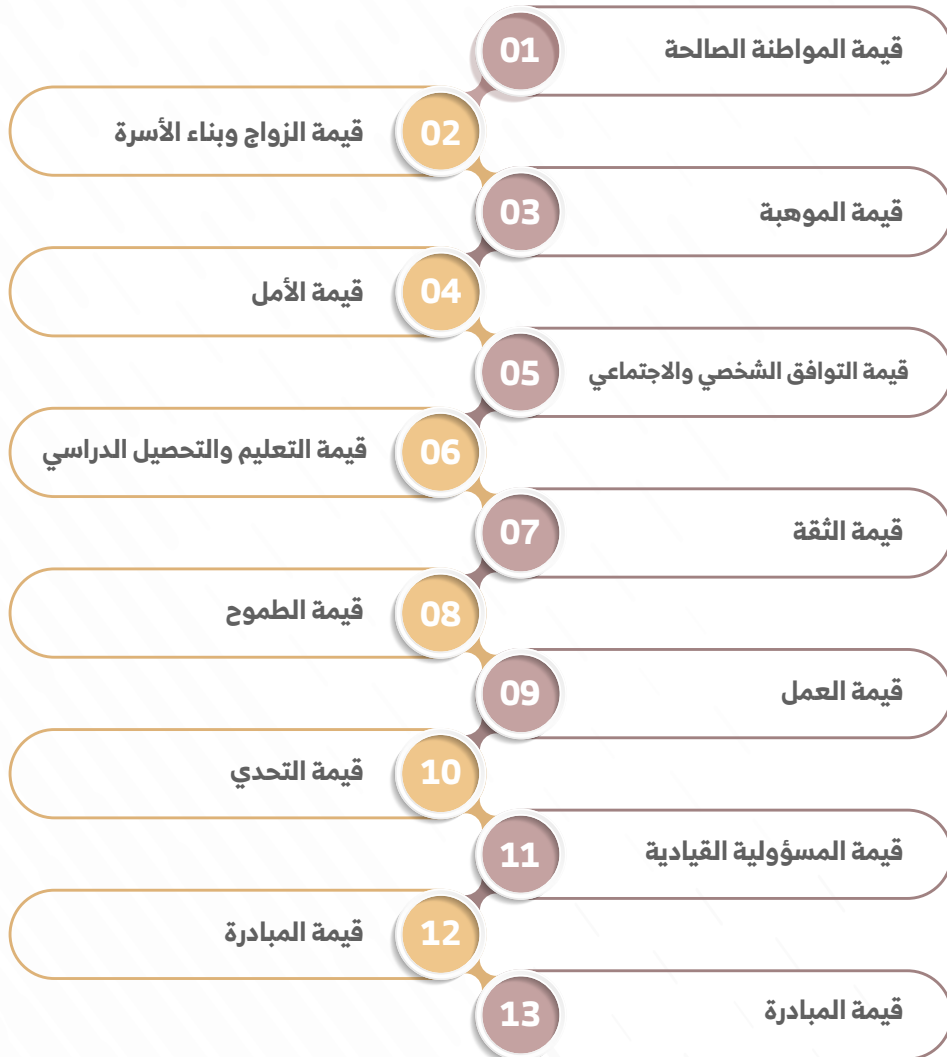 01 قيمة المواطنة الصالحة
02 قيمة الزواج وبناء الأسرة
03 قيمة الموهبة
04 قيمة الأمل
05 قيمة التوافق الشخصي والاجتماعي
06 قيمة التعليم والتحصيل الدراسي
07 قيمة الثقة
08 قيمة الطموح
09 قيمة العمل
10 قيمة التحدي
11 قيمة المسؤولية القيادية
12 قيمة المبادرة
13 قيمة المبادرة